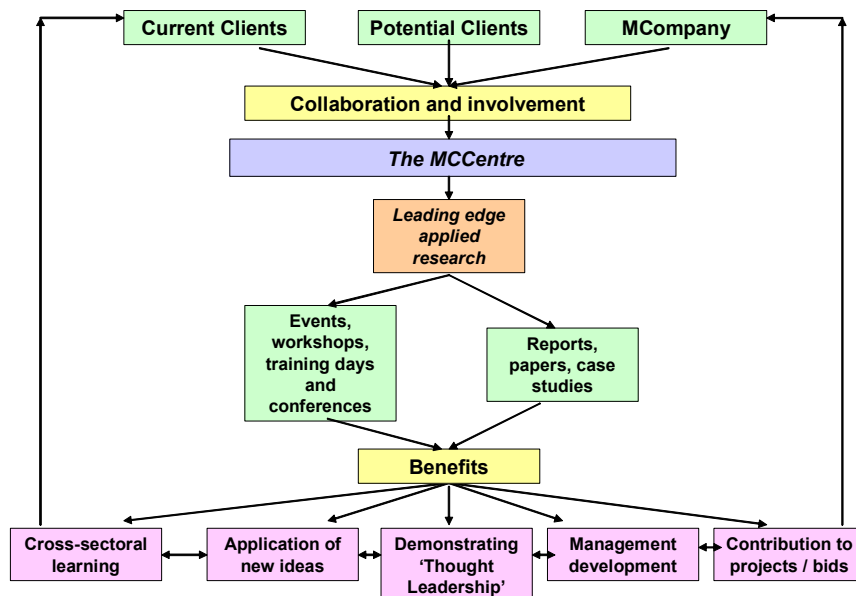 Current Clients
Potential Clients
MCompany
Collaboration and involvement
The MCCentre
Leading edge
applied
research
Events,
workshops,
training days
and
conferences
Reports,
papers, case
studies
Benefits
Cross-sectoral
learning
Application of
new ideas
Demonstrating
‘Thought
Leadership’
Management
development
Contribution to
projects / bids